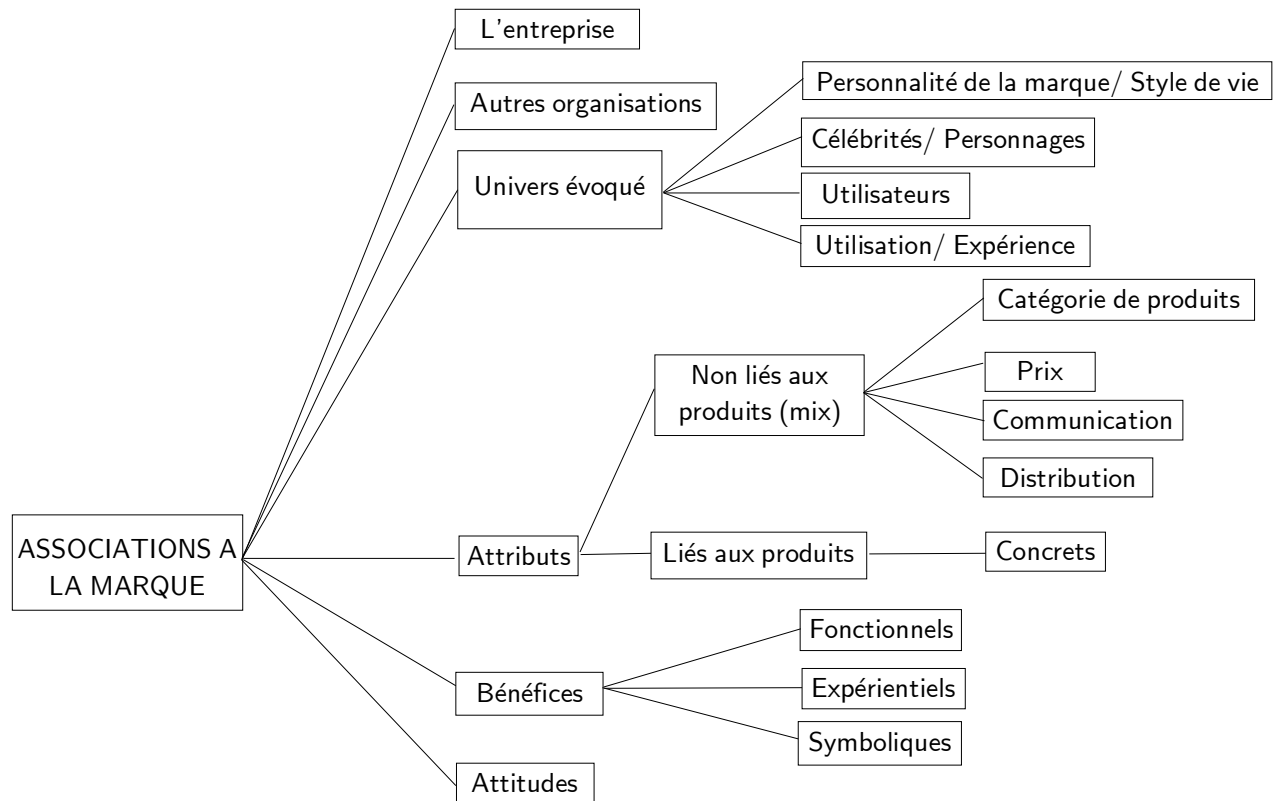 L'entreprise
Autres organisations
Univers évoqué
Personnalité de la marque/ Style de vie
Célébrités/ Personnages
Utilisateurs
Utilisation/ Expérience
Catégorie de produits
Non liés aux
produits (mix)
Prix
Communication
Distribution
ASSOCIATIONS A
LA MARQUE
Attributs
Liés aux produits
Concrets
Bénéfices
Fonctionnels
Expérientiels
Symboliques
Attitudes